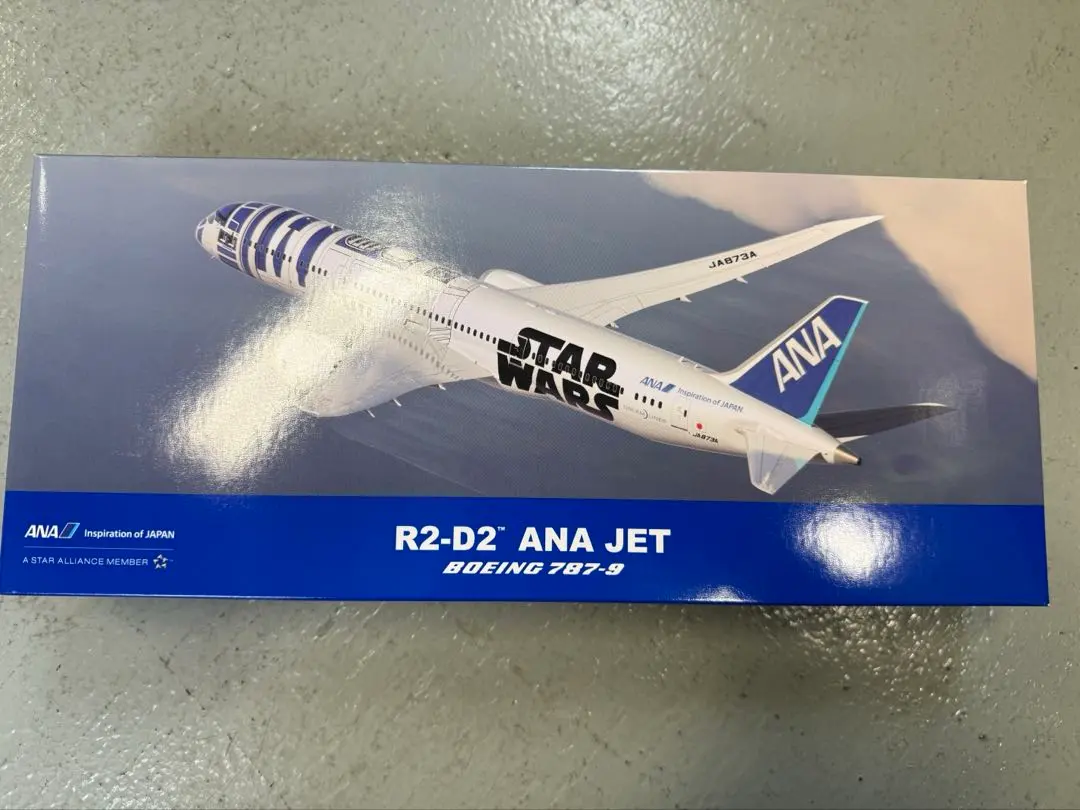 JA873A
ANA
STAR
WARS
ANA Inspiration of JAPAN
JA873A
ANA Inspiration of JAPAN
A STAR ALLIANCE MEMBER
R2-D2™ ANA JET
BOEING 787-9